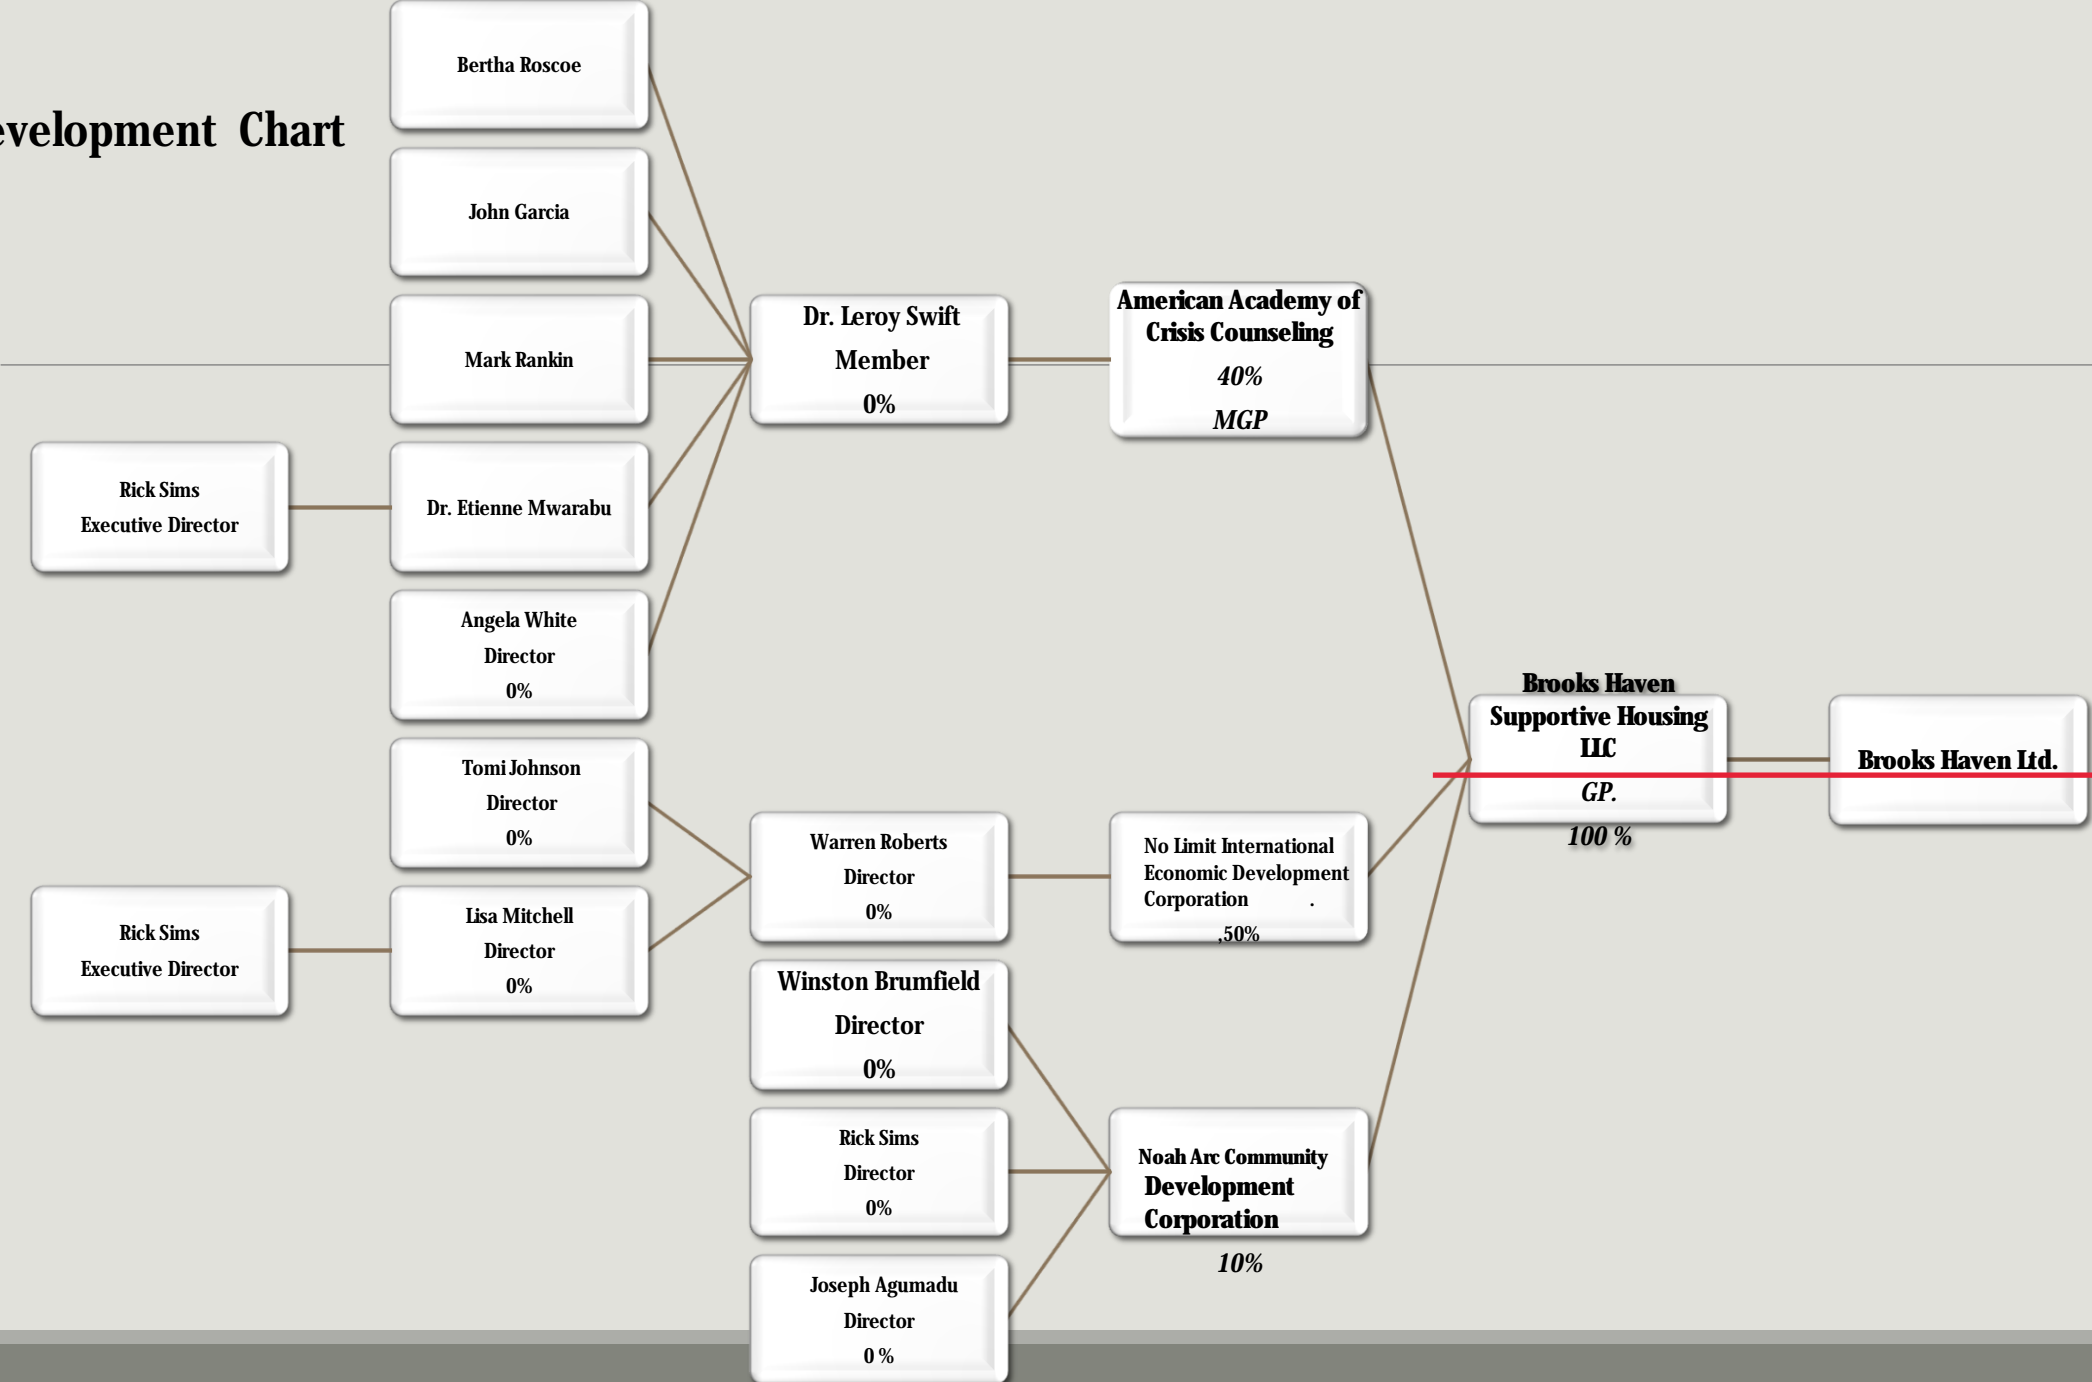 evelopment Chart
Bertha Roscoe
John Garcia
Mark Rankin
Rick Sims
Executive Director
Dr. Etienne Mwarabu
Angela White
Director
0%
Tomi Johnson
Director
0%
Rick Sims
Executive Director
Lisa Mitchell
Director
0%
Dr. Leroy Swift
Member
0%
Warren Roberts
Director
0%
Winston Brumfield
Director
0%
Rick Sims
Director
0%
Joseph Agumadu
Director
0 %
American Academy of
Crisis Counseling
40%
MGP
No Limit International
Economic Development
Corporation .
,50%
Noah Arc Community
Development
Corporation
10%
Brooks Haven
Supportive Housing
LLC
GP.
100 %
Brooks Haven Ltd.